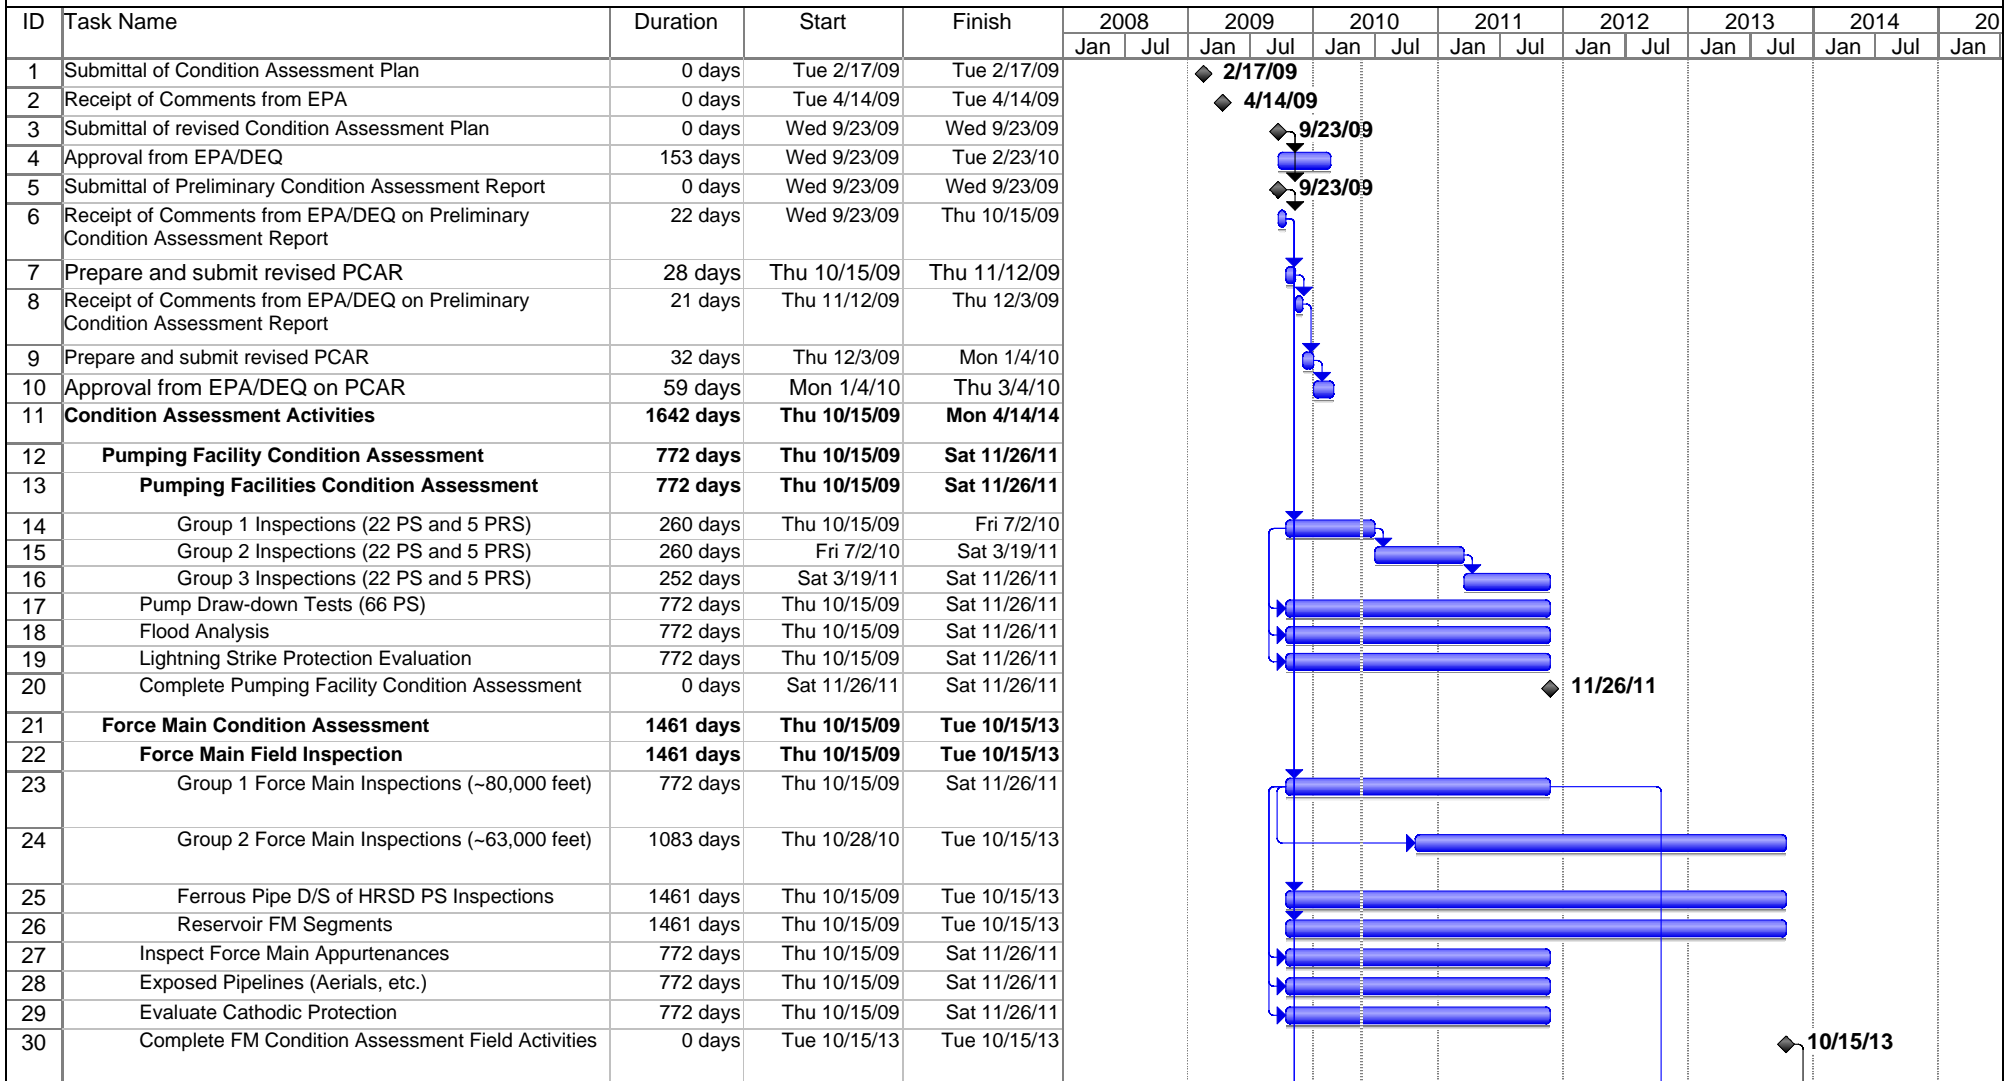 ID Task Name Duration Start Finish 2008 2009 2010 2011 2012 2013 2014 20
Jan Jul Jan Jul Jan Jul Jan Jul Jan Jul Jan Jul Jan Jul Jan
1 Submittal of Condition Assessment Plan 0 days Tue 2/17/09 Tue 2/17/09 2/17/09
2 Receipt of Comments from EPA 0 days Tue 4/14/09 Tue 4/14/09 4/14/09
3 Submittal of revised Condition Assessment Plan 0 days Wed 9/23/09 Wed 9/23/09 9/23/09
4 Approval from EPA/DEQ 153 days Wed 9/23/09 Tue 2/23/10
5 Submittal of Preliminary Condition Assessment Report 0 days Wed 9/23/09 Wed 9/23/09 9/23/09
6 Receipt of Comments from EPA/DEQ on Preliminary 22 days Wed 9/23/09 Thu 10/15/09
Condition Assessment Report
7 Prepare and submit revised PCAR 28 days Thu 10/15/09 Thu 11/12/09
8 Receipt of Comments from EPA/DEQ on Preliminary 21 days Thu 11/12/09 Thu 12/3/09
Condition Assessment Report
9 Prepare and submit revised PCAR 32 days Thu 12/3/09 Mon 1/4/10
10 Approval from EPA/DEQ on PCAR 59 days Mon 1/4/10 Thu 3/4/10
11 Condition Assessment Activities 1642 days Thu 10/15/09 Mon 4/14/14
12 Pumping Facility Condition Assessment 772 days Thu 10/15/09 Sat 11/26/11
13 Pumping Facilities Condition Assessment 772 days Thu 10/15/09 Sat 11/26/11
14 Group 1 Inspections (22 PS and 5 PRS) 260 days Thu 10/15/09 Fri 7/2/10
15 Group 2 Inspections (22 PS and 5 PRS) 260 days Fri 7/2/10 Sat 3/19/11
16 Group 3 Inspections (22 PS and 5 PRS) 252 days Sat 3/19/11 Sat 11/26/11
17 Pump Draw-down Tests (66 PS) 772 days Thu 10/15/09 Sat 11/26/11
18 Flood Analysis 772 days Thu 10/15/09 Sat 11/26/11
19 Lightning Strike Protection Evaluation 772 days Thu 10/15/09 Sat 11/26/11
20 Complete Pumping Facility Condition Assessment 0 days Sat 11/26/11 Sat 11/26/11 11/26/11
21 Force Main Condition Assessment 1461 days Thu 10/15/09 Tue 10/15/13
22 Force Main Field Inspection 1461 days Thu 10/15/09 Tue 10/15/13
23 Group 1 Force Main Inspections (~80,000 feet) 772 days Thu 10/15/09 Sat 11/26/11
24 Group 2 Force Main Inspections (~63,000 feet) 1083 days Thu 10/28/10 Tue 10/15/13
25 Ferrous Pipe D/S of HRSD PS Inspections 1461 days Thu 10/15/09 Tue 10/15/13
26 Reservoir FM Segments 1461 days Thu 10/15/09 Tue 10/15/13
27 Inspect Force Main Appurtenances 772 days Thu 10/15/09 Sat 11/26/11
28 Exposed Pipelines (Aerials, etc.) 772 days Thu 10/15/09 Sat 11/26/11
29 Evaluate Cathodic Protection 772 days Thu 10/15/09 Sat 11/26/11
30 Complete FM Condition Assessment Field Activities 0 days Tue 10/15/13 Tue 10/15/13 10/15/13